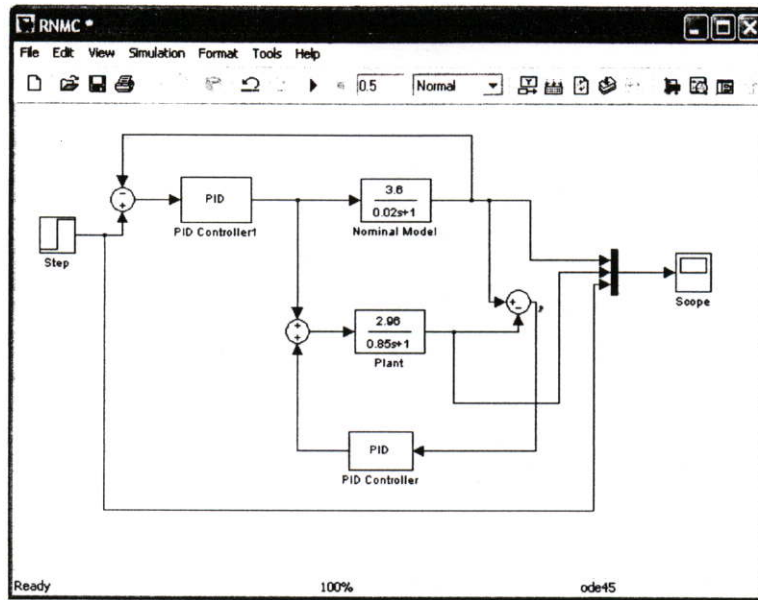 RNMC *
File Edit View Simulation Format Tools Help
0.5 Normal
PID
PID Controller1
3.6
0.02s+1
Nominal Model
Step
Scope
2.96
0.85s+1
Plant
PID
PID Controller
Ready 100% ode45